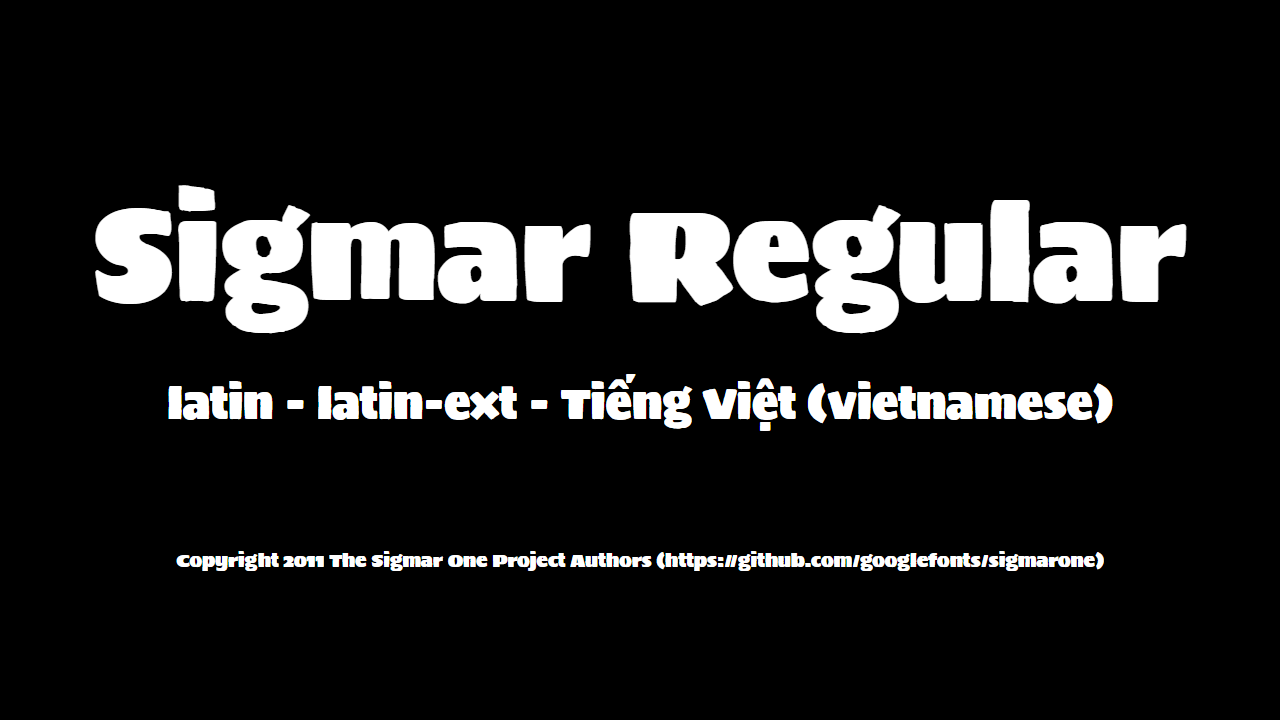 Sigmar Regular
latin - latin-ext - Tiếng Việt (vietnamese)
Copyright 2011 The Sigmar One Project Authors (https://github.com/googlefonts/sigmarone)